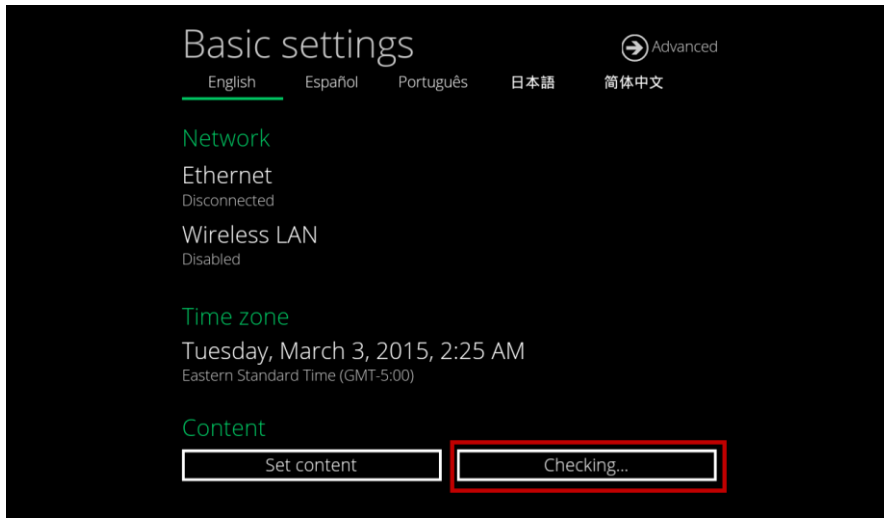 Basic settings
Advanced
English Español Português 日本語 简体中文
Network
Ethernet
Disconnected
Wireless LAN
Disabled
Time zone
Tuesday, March 3, 2015, 2:25 AM
Eastern Standard Time (GMT-5:00)
Content
Set content
Checking...